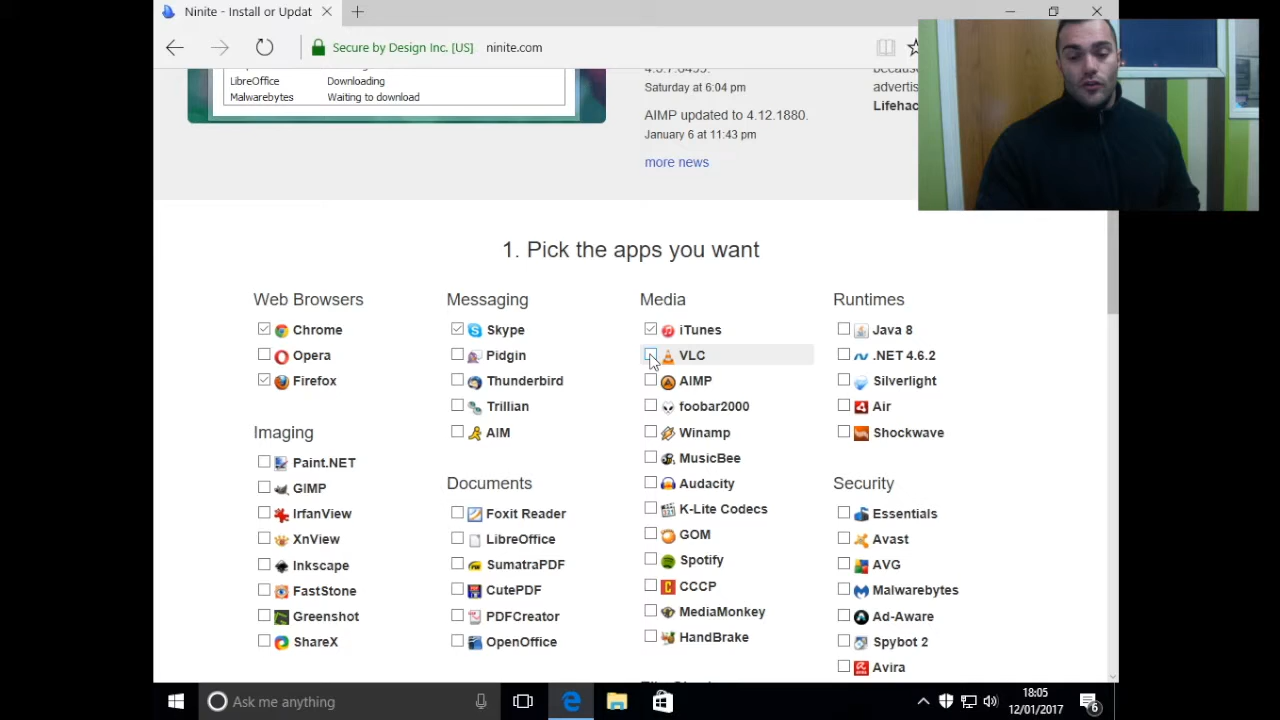 Ninite - Install or Updat
Secure by Design Inc. [US] ninite.com
LibreOffice Downloading
Malwarebytes Waiting to download
Saturday at 6:04 pm
AIMP updated to 4.12.1880.
January 6 at 11:43 pm
more news
advertis
Lifehac
1. Pick the apps you want
Web Browsers
Chrome
Opera
Firefox
Imaging
Paint.NET
GIMP
IrfanView
XnView
Inkscape
FastStone
Greenshot
ShareX
Messaging
Skype
Pidgin
Thunderbird
Trillian
AIM
Documents
Foxit Reader
LibreOffice
SumatraPDF
CutePDF
PDFCreator
OpenOffice
Media
iTunes
VLC
AIMP
foobar2000
Winamp
MusicBee
Audacity
K-Lite Codecs
GOM
Spotify
CCCP
MediaMonkey
HandBrake
Runtimes
Java 8
.NET 4.6.2
Silverlight
Air
Shockwave
Security
Essentials
Avast
AVG
Malwarebytes
Ad-Aware
Spybot 2
Avira
Ask me anything
18:05
12/01/2017
6